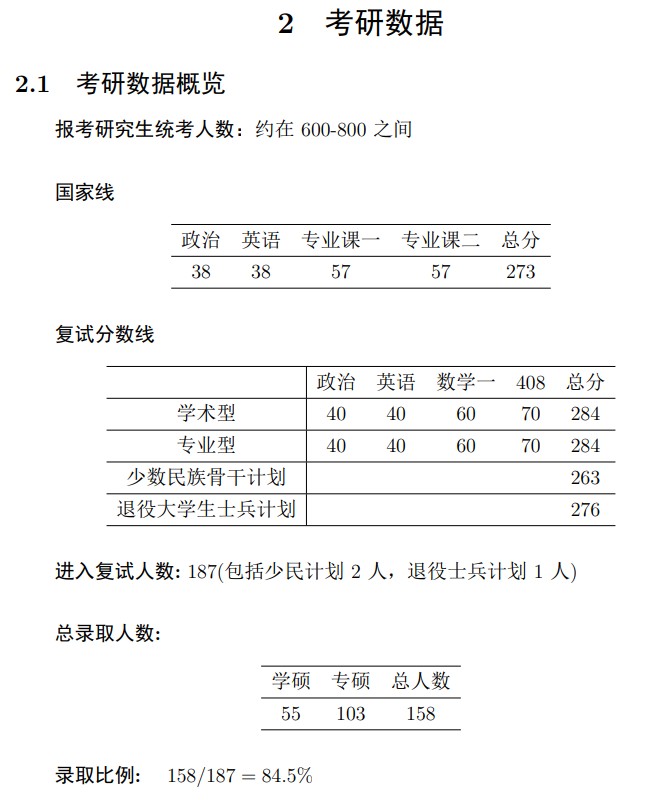 2 考研数据
2.1 考研数据概览
报考研究生统考人数：约在 600-800 之间
国家线
政治 英语 专业课一 专业课二 总分
38 38 57 57 273
复试分数线
政治 英语 数学一 408 总分
学术型 40 40 60 70 284
专业型 40 40 60 70 284
少数民族骨干计划 263
退役大学生士兵计划 276
进入复试人数: 187(包括少民计划 2 人，退役士兵计划 1 人)
总录取人数:
学硕 专硕 总人数
55 103 158
录取比例: 158/187 = 84.5%